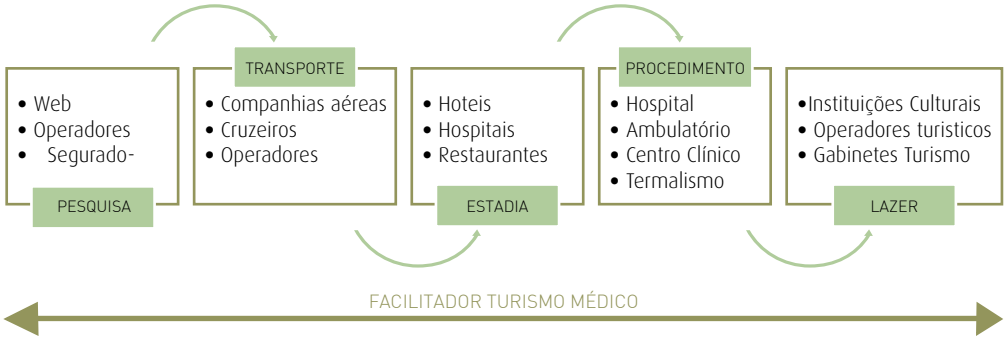 • Web
• Operadores
• Segurado-
PESQUISA
TRANSPORTE
• Companhias aéreas
• Cruzeiros
• Operadores
• Hoteis
• Hospitais
• Restaurantes
ESTADIA
PROCEDIMENTO
• Hospital
• Ambulatório
• Centro Clínico
• Termalismo
•Instituições Culturais
• Operadores turisticos
• Gabinetes Turismo
LAZER
FACILITADOR TURISMO MÉDICO